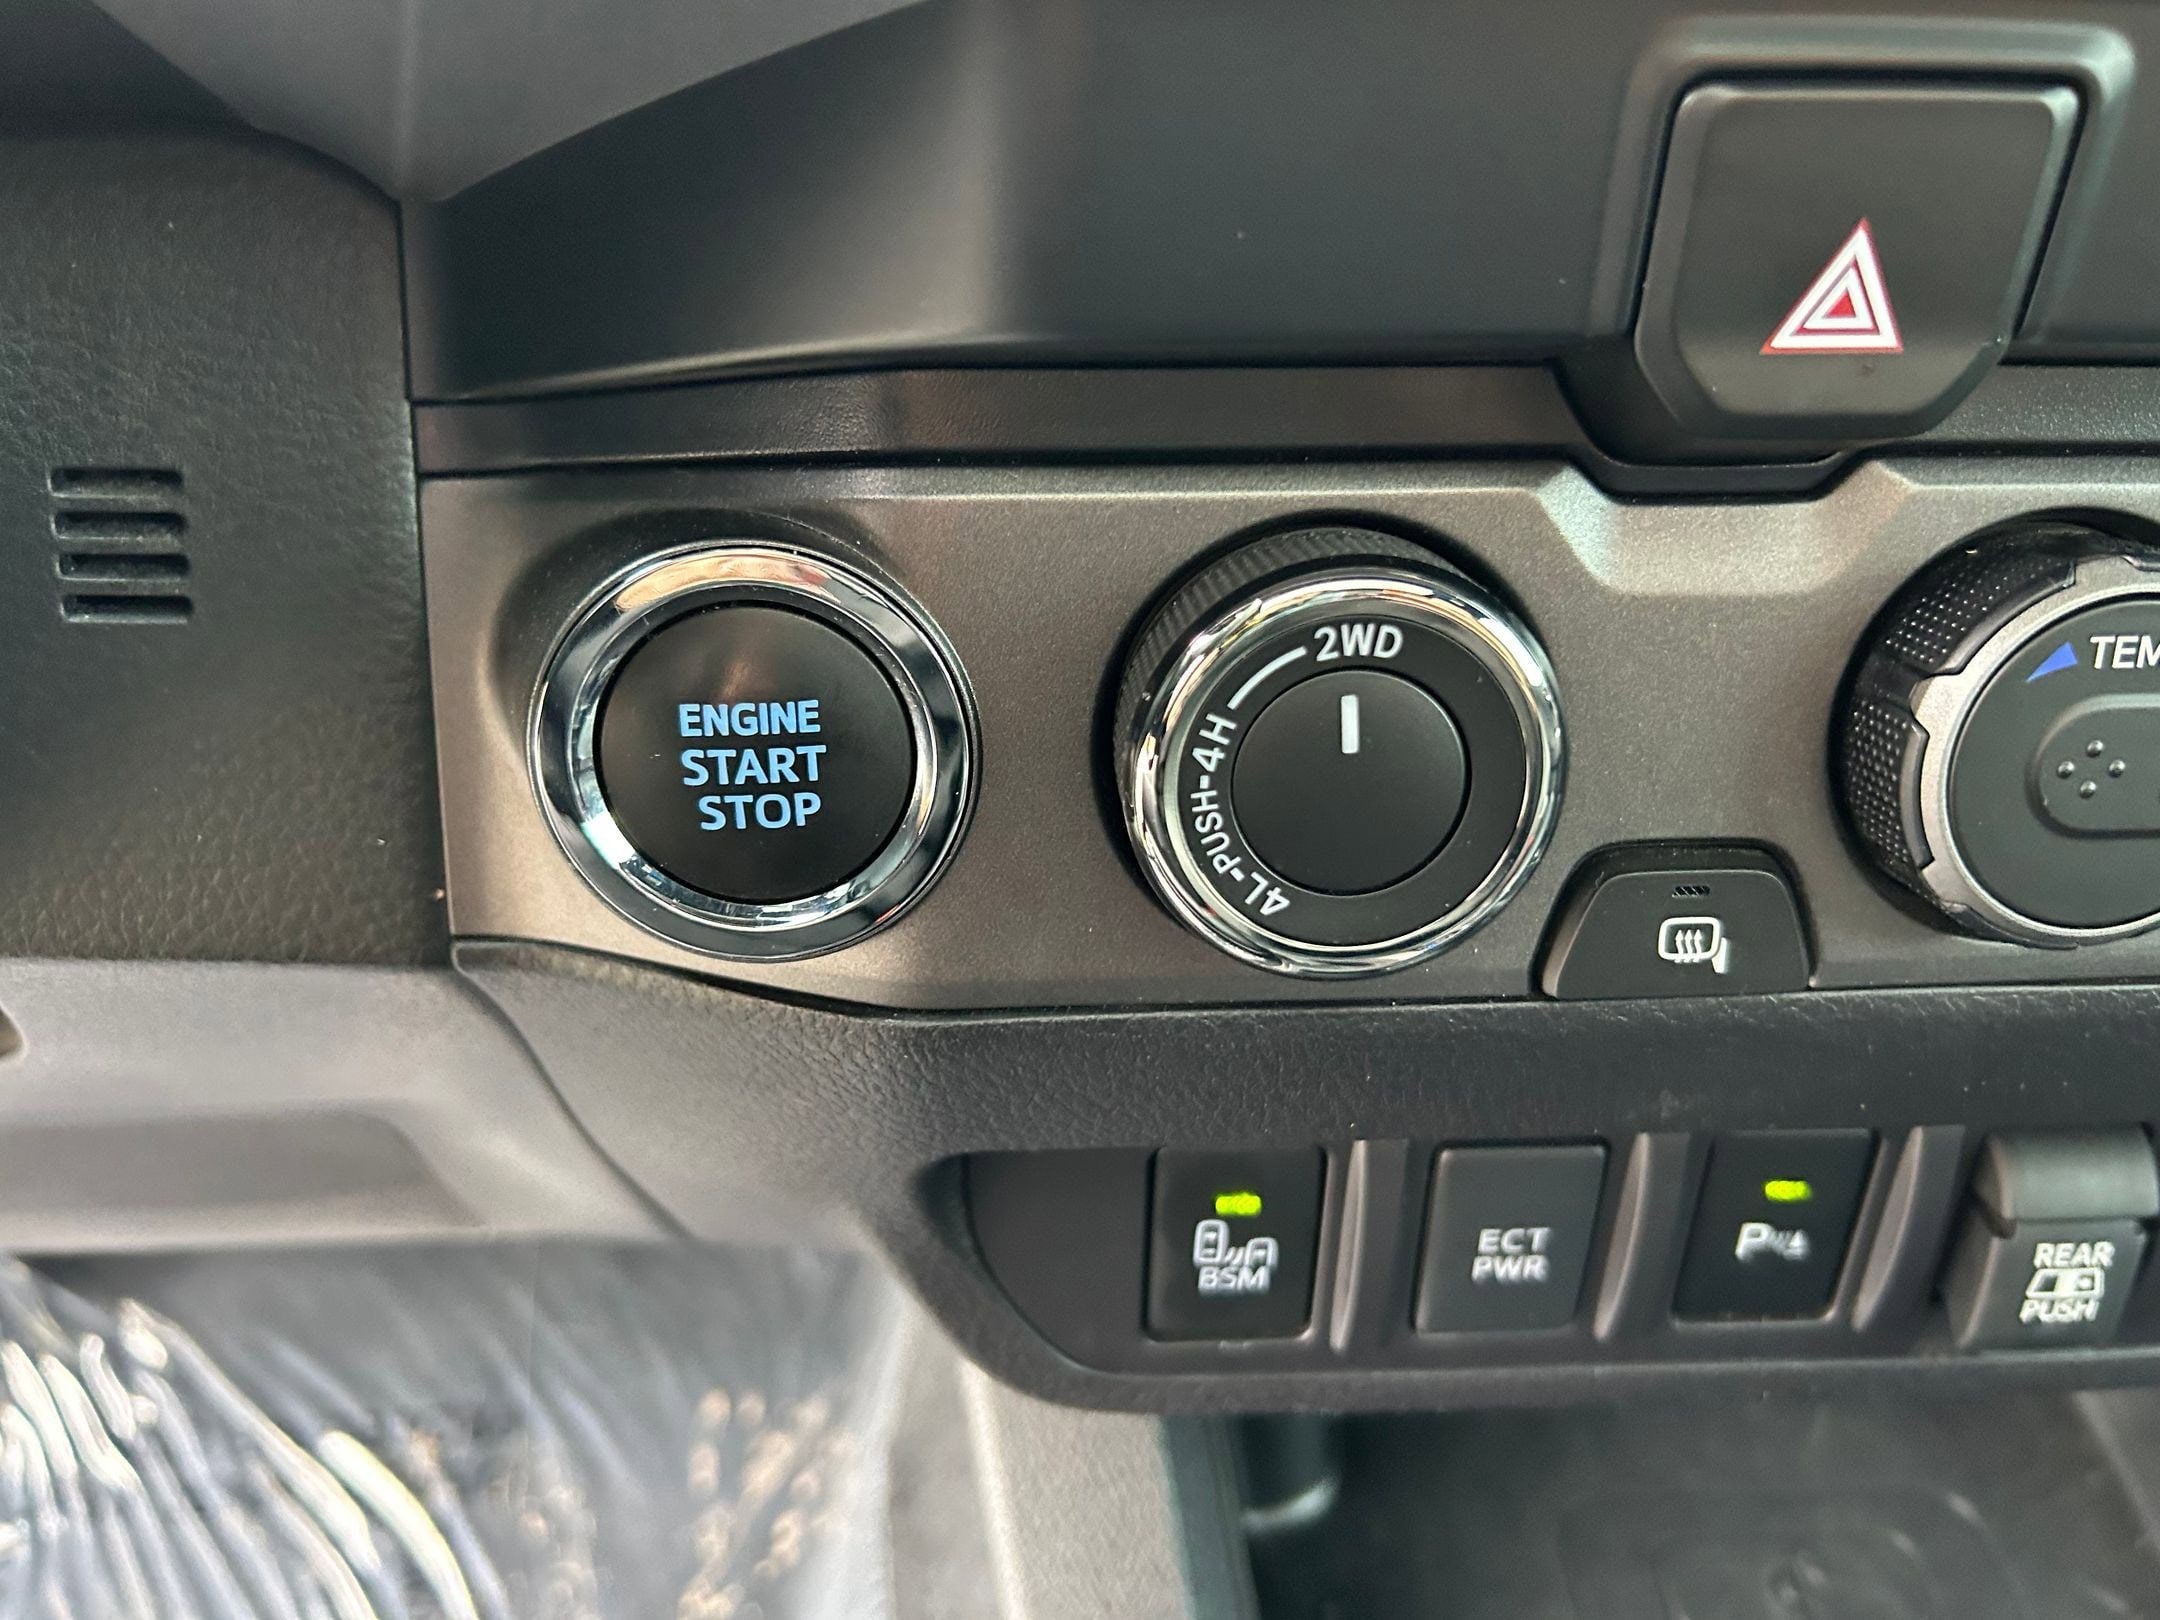 ENGINE
START
STOP
2WD
4L-PUSH-4H
TEM
BSM
ECT
PWR
P
REAR
PUSH